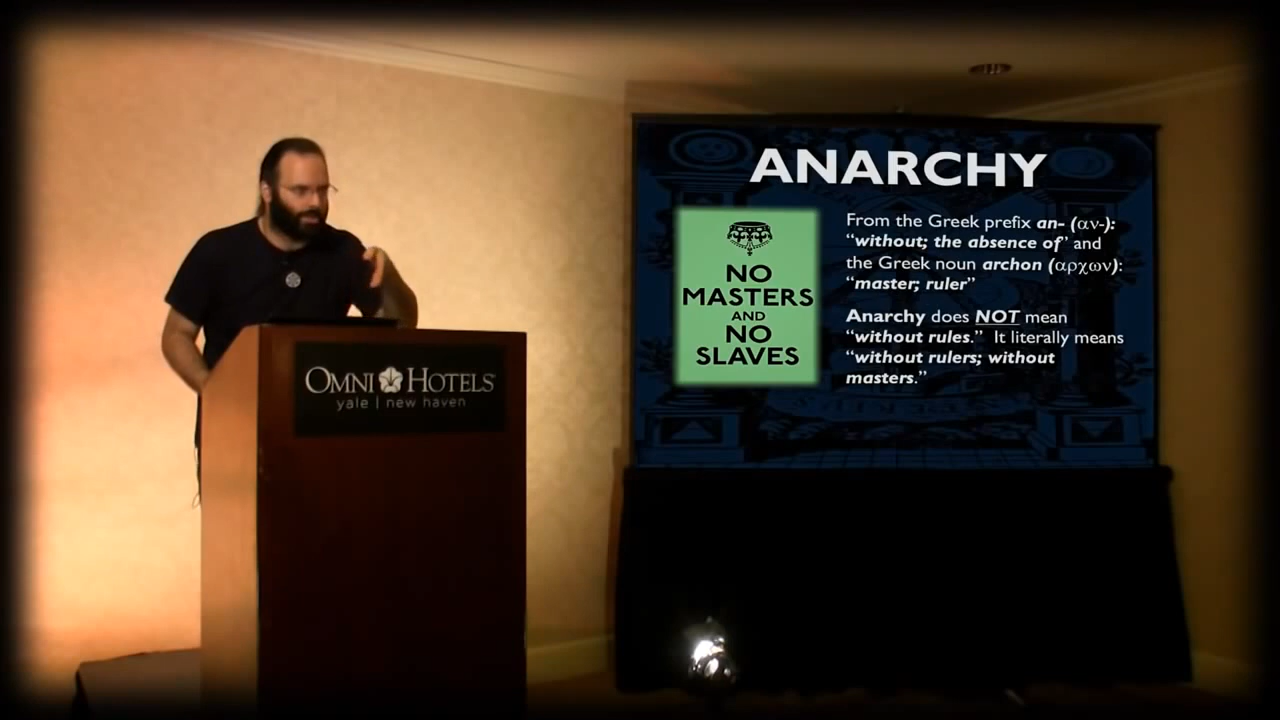 ANARCHY
NO
MASTERS
AND
NO
SLAVES
From the Greek prefix an- (αν-):
“without; the absence of” and
the Greek noun archon (αρχων):
“master; ruler”
Anarchy does NOT mean
“without rules.” It literally means
“without rulers; without
masters.”
OMNI HOTELS
yale | new haven